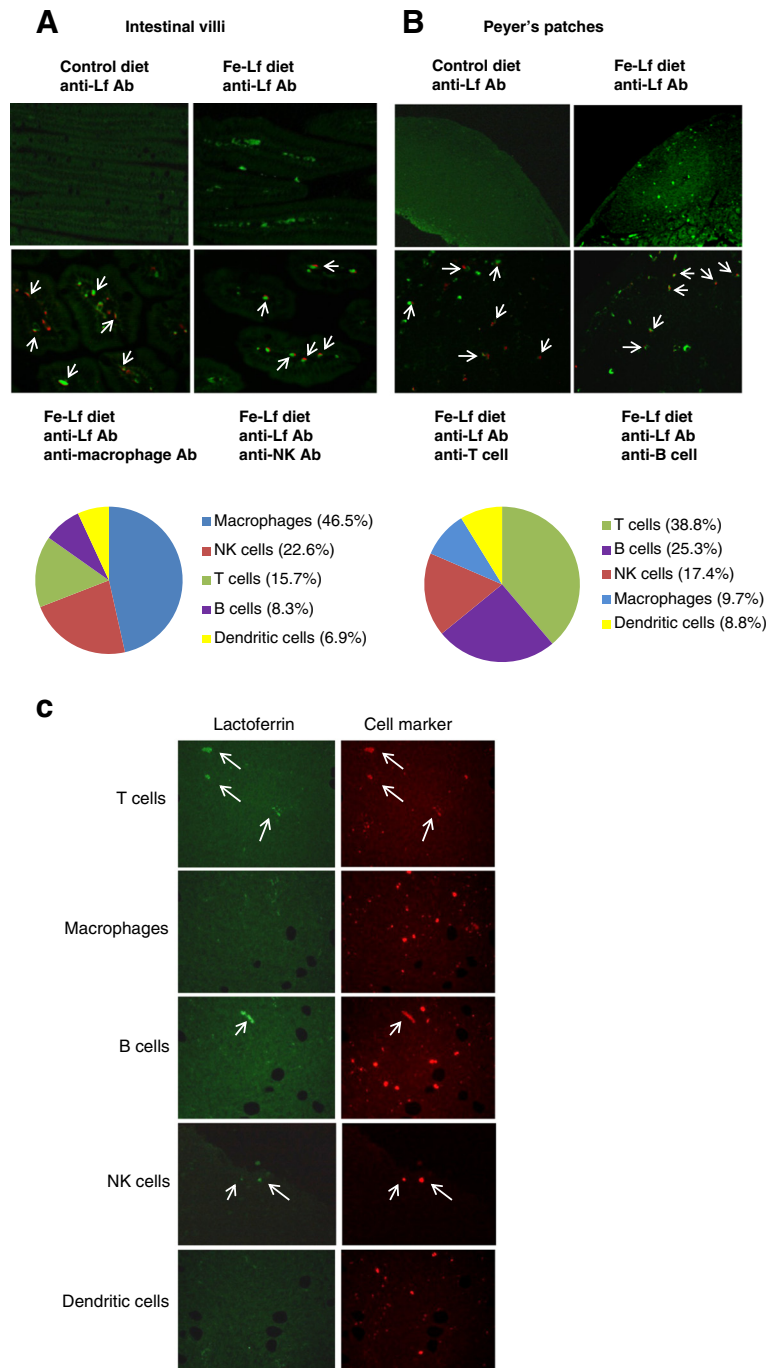 A
Intestinal villi
Control diet
anti-Lf Ab
Fe-Lf diet
anti-Lf Ab
Fe-Lf diet
anti-Lf Ab
anti-macrophage Ab
Fe-Lf diet
anti-Lf Ab
anti-NK Ab
Macrophages (46.5%)
NK cells (22.6%)
T cells (15.7%)
B cells (8.3%)
Dendritic cells (6.9%)
B
Peyer's patches
Control diet
anti-Lf Ab
Fe-Lf diet
anti-Lf Ab
Fe-Lf diet
anti-Lf Ab
anti-T cell
Fe-Lf diet
anti-Lf Ab
anti-B cell
T cells (38.8%)
B cells (25.3%)
NK cells (17.4%)
Macrophages (9.7%)
Dendritic cells (8.8%)
c
Lactoferrin
Cell marker
T cells
Macrophages
B cells
NK cells
Dendritic cells